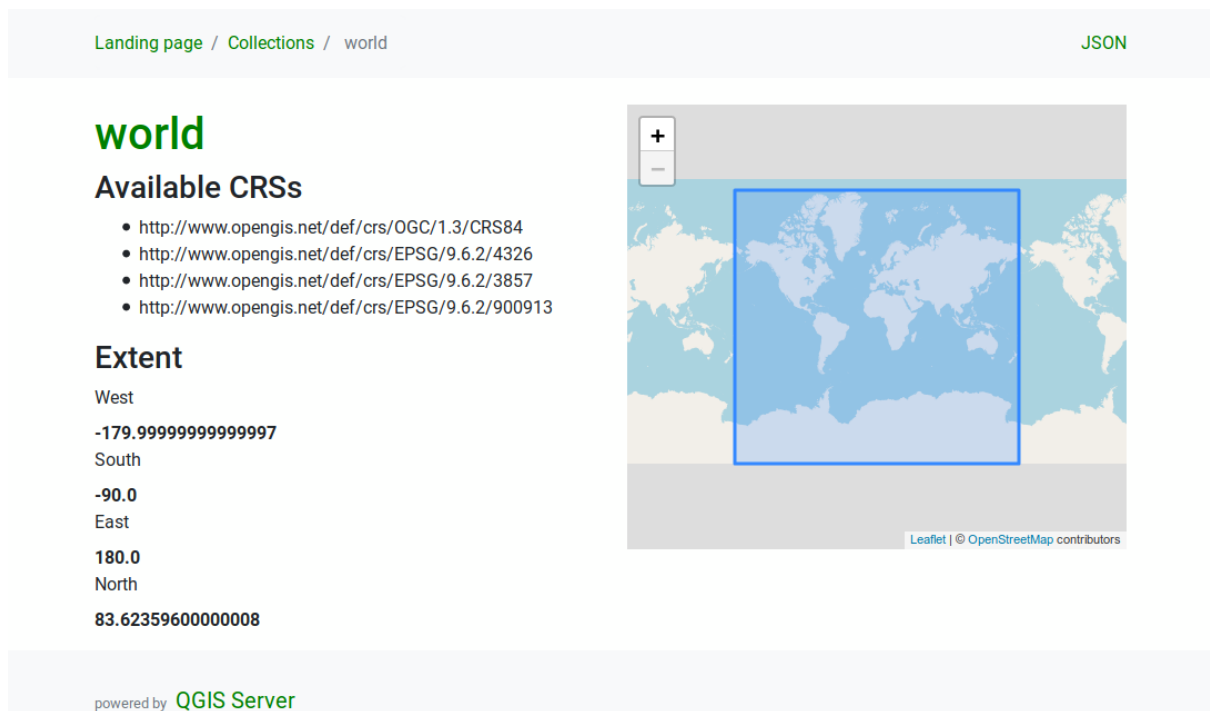 Landing page / Collections / world
JSON
world
Available CRSs
http://www.opengis.net/def/crs/OGC/1.3/CRS84
http://www.opengis.net/def/crs/EPSG/9.6.2/4326
http://www.opengis.net/def/crs/EPSG/9.6.2/3857
http://www.opengis.net/def/crs/EPSG/9.6.2/900913
Extent
West
-179.99999999999997
South
-90.0
East
180.0
North
83.62359600000008
+
−
Leaflet | © OpenStreetMap contributors
powered by QGIS Server